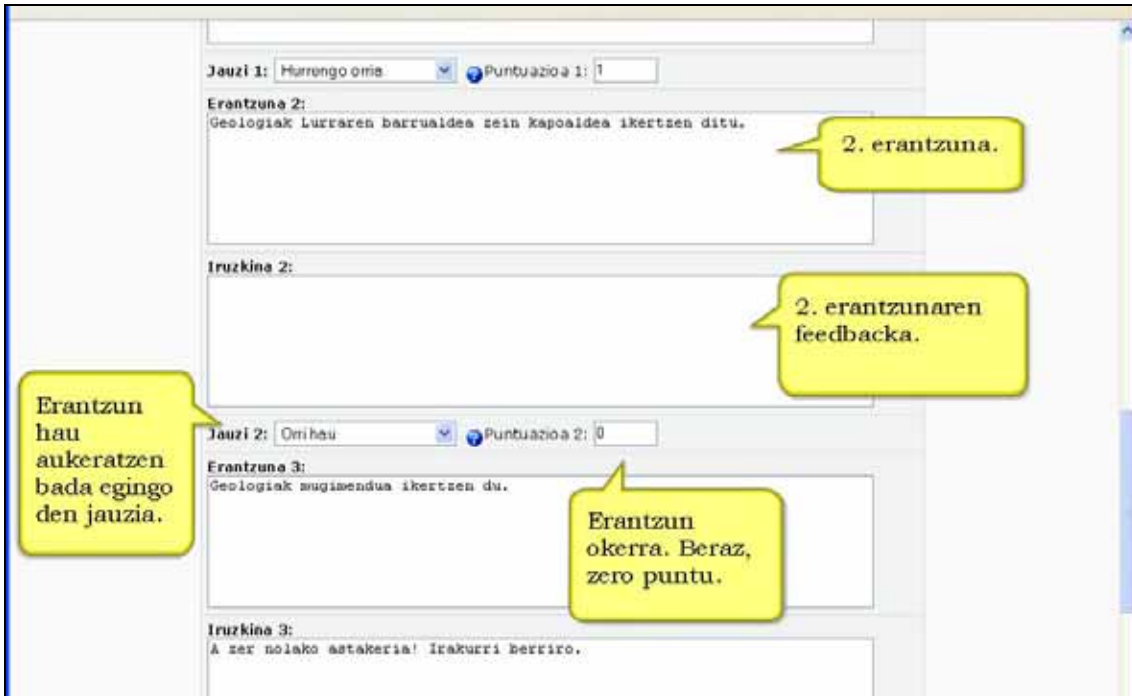 Jauzi 1: Hurrengo orria Puntuazioa 1: 1
Erantzuna 2:
Geologiak Lurraren barrualdea zein kapoaldea ikertzen ditu.
2. erantzuna.
Iruzkina 2:
2. erantzunaren
feedbacka.
Erantzun
hau
aukeratzen
bada egingo
den jauzia.
Jauzi 2: Orri hau Puntuazioa 2: 0
Erantzuna 3:
Geologiak mugimendua ikertzen du.
Erantzun
okerra. Beraz,
zero puntu.
Iruzkina 3:
A zer nolako astakeria! Irakurri berriro.